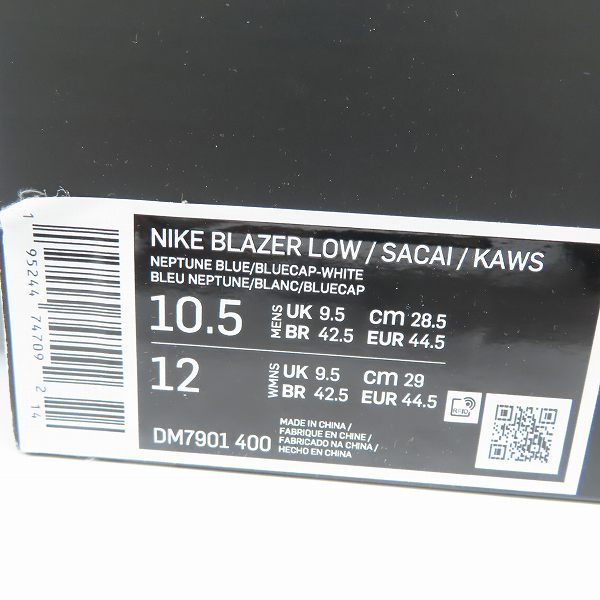 NIKE BLAZER LOW / SACAI / KAWS
NEPTUNE BLUE/BLUECAP-WHITE
BLEU NEPTUNE/BLANC/BLUECAP
10.5 MENS UK 9.5 cm 28.5
BR 42.5 EUR 44.5
12 WMNS UK 9.5 cm 29
BR 42.5 EUR 44.5
DM7901 400
MADE IN CHINA /
FABRIQUE EN CHINE /
FABRICADO NA CHINA /
HECHO EN CHINA
RFID
1 95244 74709 2 14